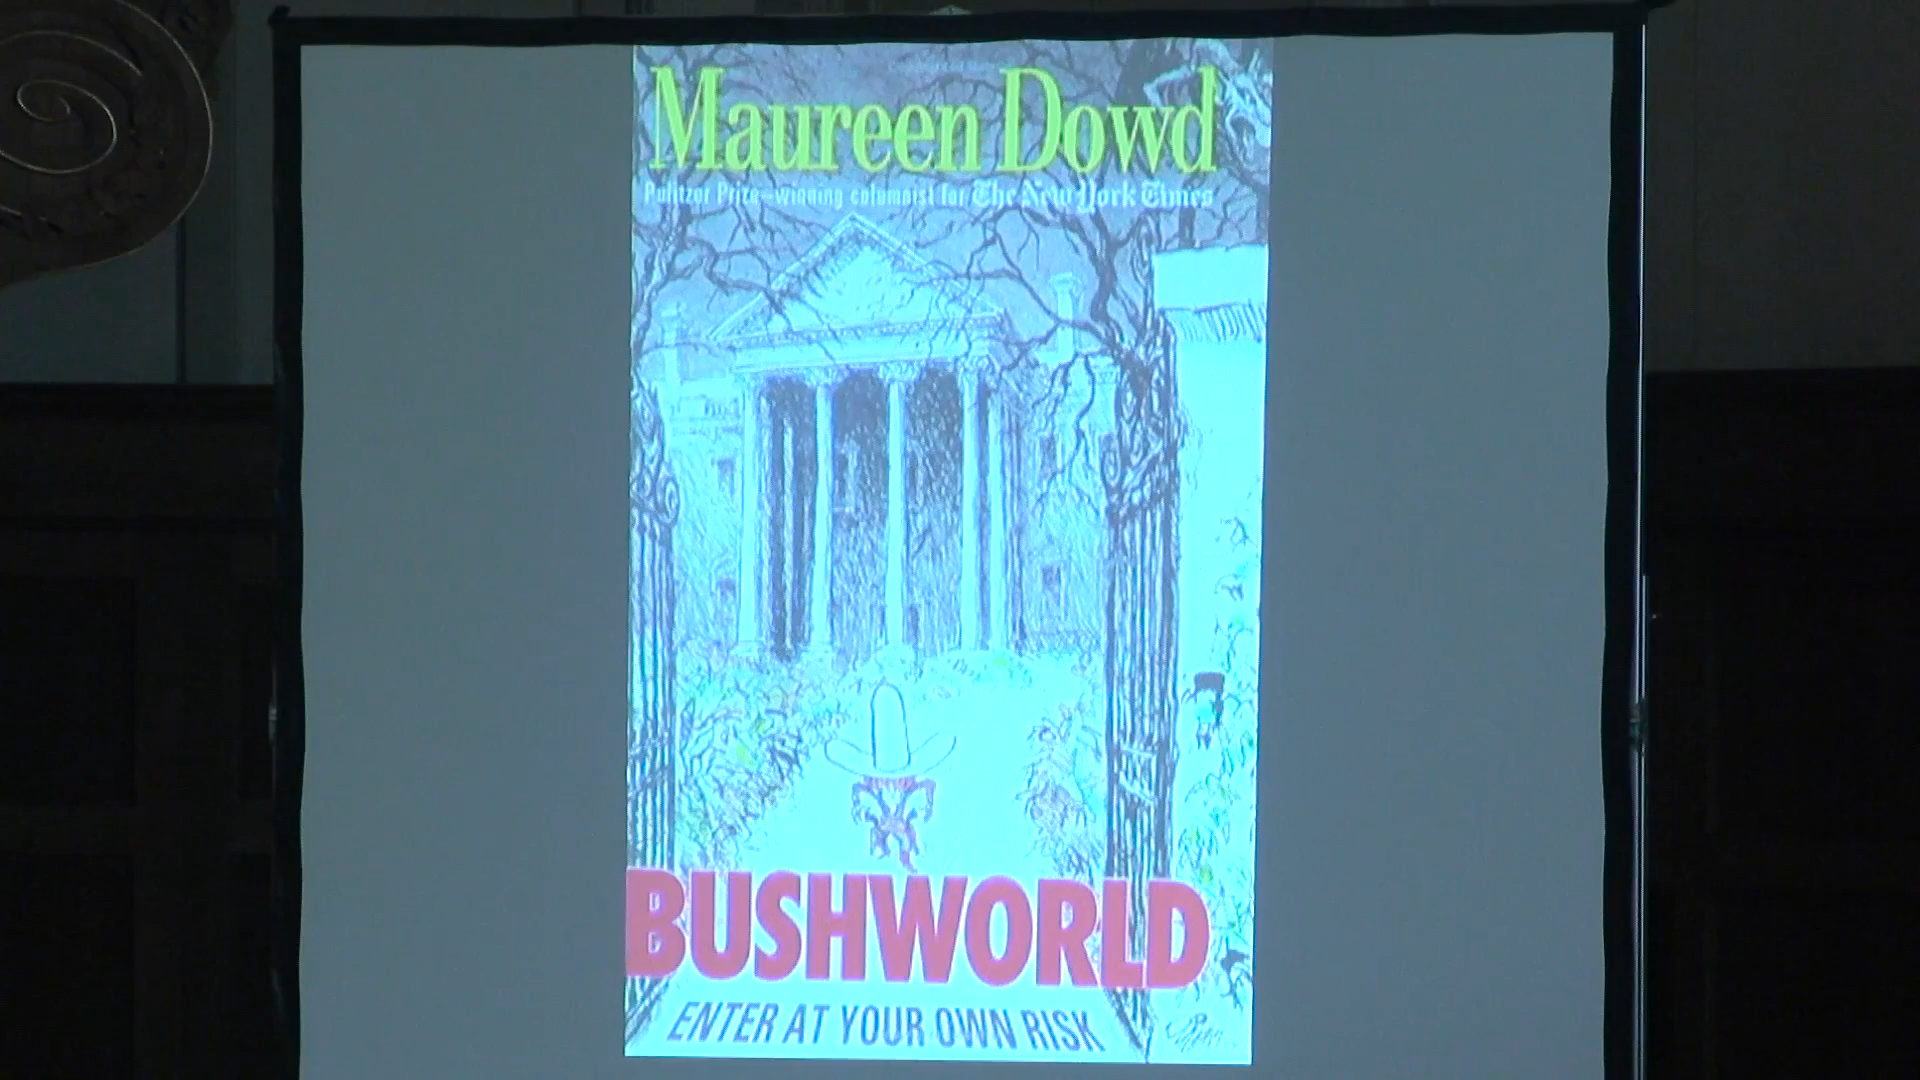 Maureen Dowd
Pulitzer Prize–winning columnist for The New York Times
BUSHWORLD
ENTER AT YOUR OWN RISK